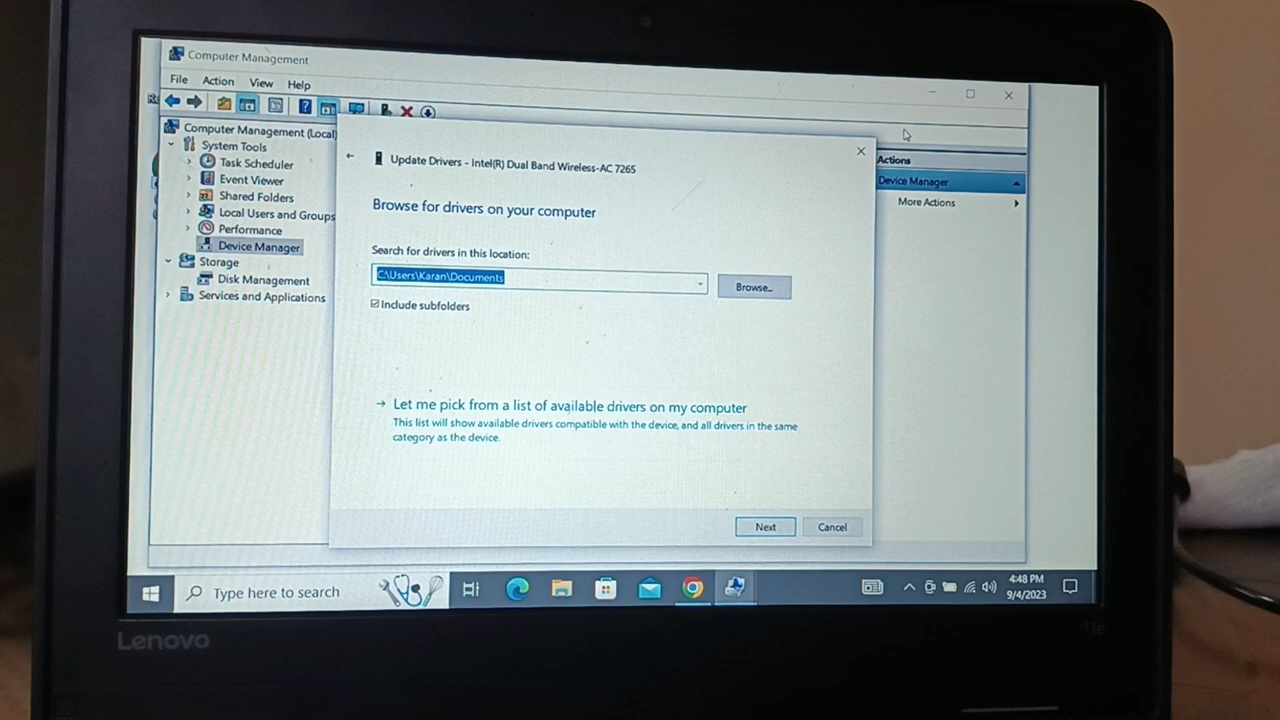 Computer Management
File Action View Help
Computer Management (Local)
System Tools
Task Scheduler
Event Viewer
Shared Folders
Local Users and Groups
Performance
Device Manager
Storage
Disk Management
Services and Applications
Update Drivers - Intel(R) Dual Band Wireless-AC 7265
Browse for drivers on your computer
Search for drivers in this location:
C:\Users\Karan\Documents
Browse...
Include subfolders
Let me pick from a list of available drivers on my computer
This list will show available drivers compatible with the device, and all drivers in the same
category as the device.
Next Cancel
Actions
Device Manager
More Actions
Type here to search
4:48 PM
9/4/2023
Lenovo
11e